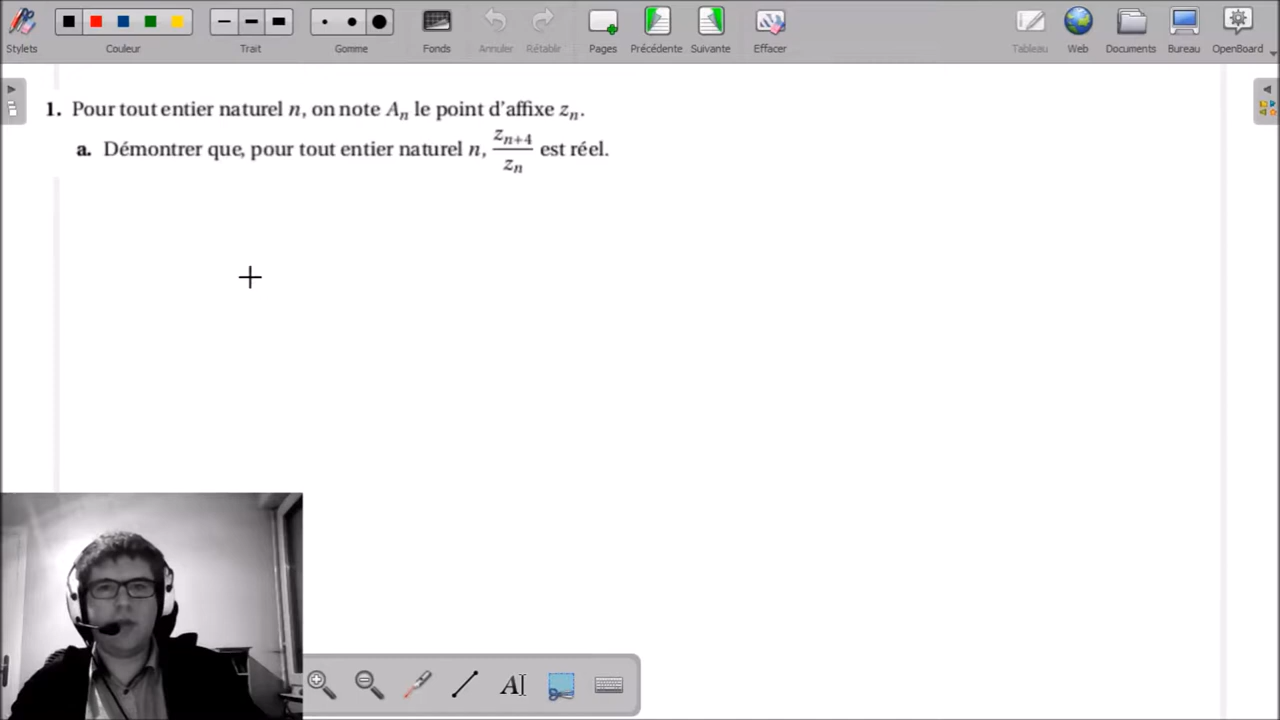 Stylets Couleur Trait Gomme Fonds Annuler Rétablir Pages Précédente Suivante Effacer Tableau Web Documents Bureau OpenBoard
1. Pour tout entier naturel n, on note Aₙ le point d'affixe zₙ.
a. Démontrer que, pour tout entier naturel n, zₙ₊₄/zₙ est réel.
A